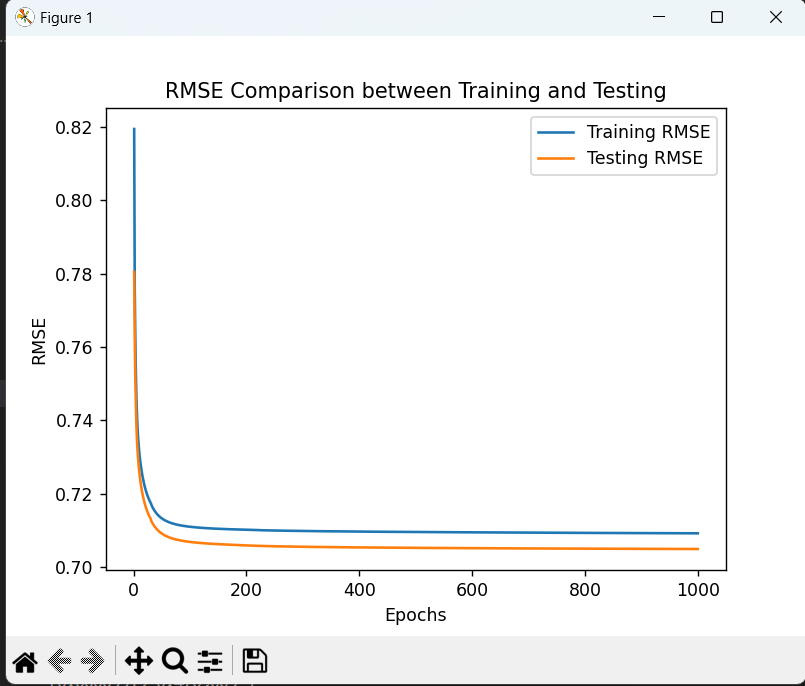 Figure 1
RMSE Comparison between Training and Testing
Training RMSE
Testing RMSE
0.82
0.80
0.78
0.76
0.74
0.72
0.70
RMSE
0
200
400
600
800
1000
Epochs